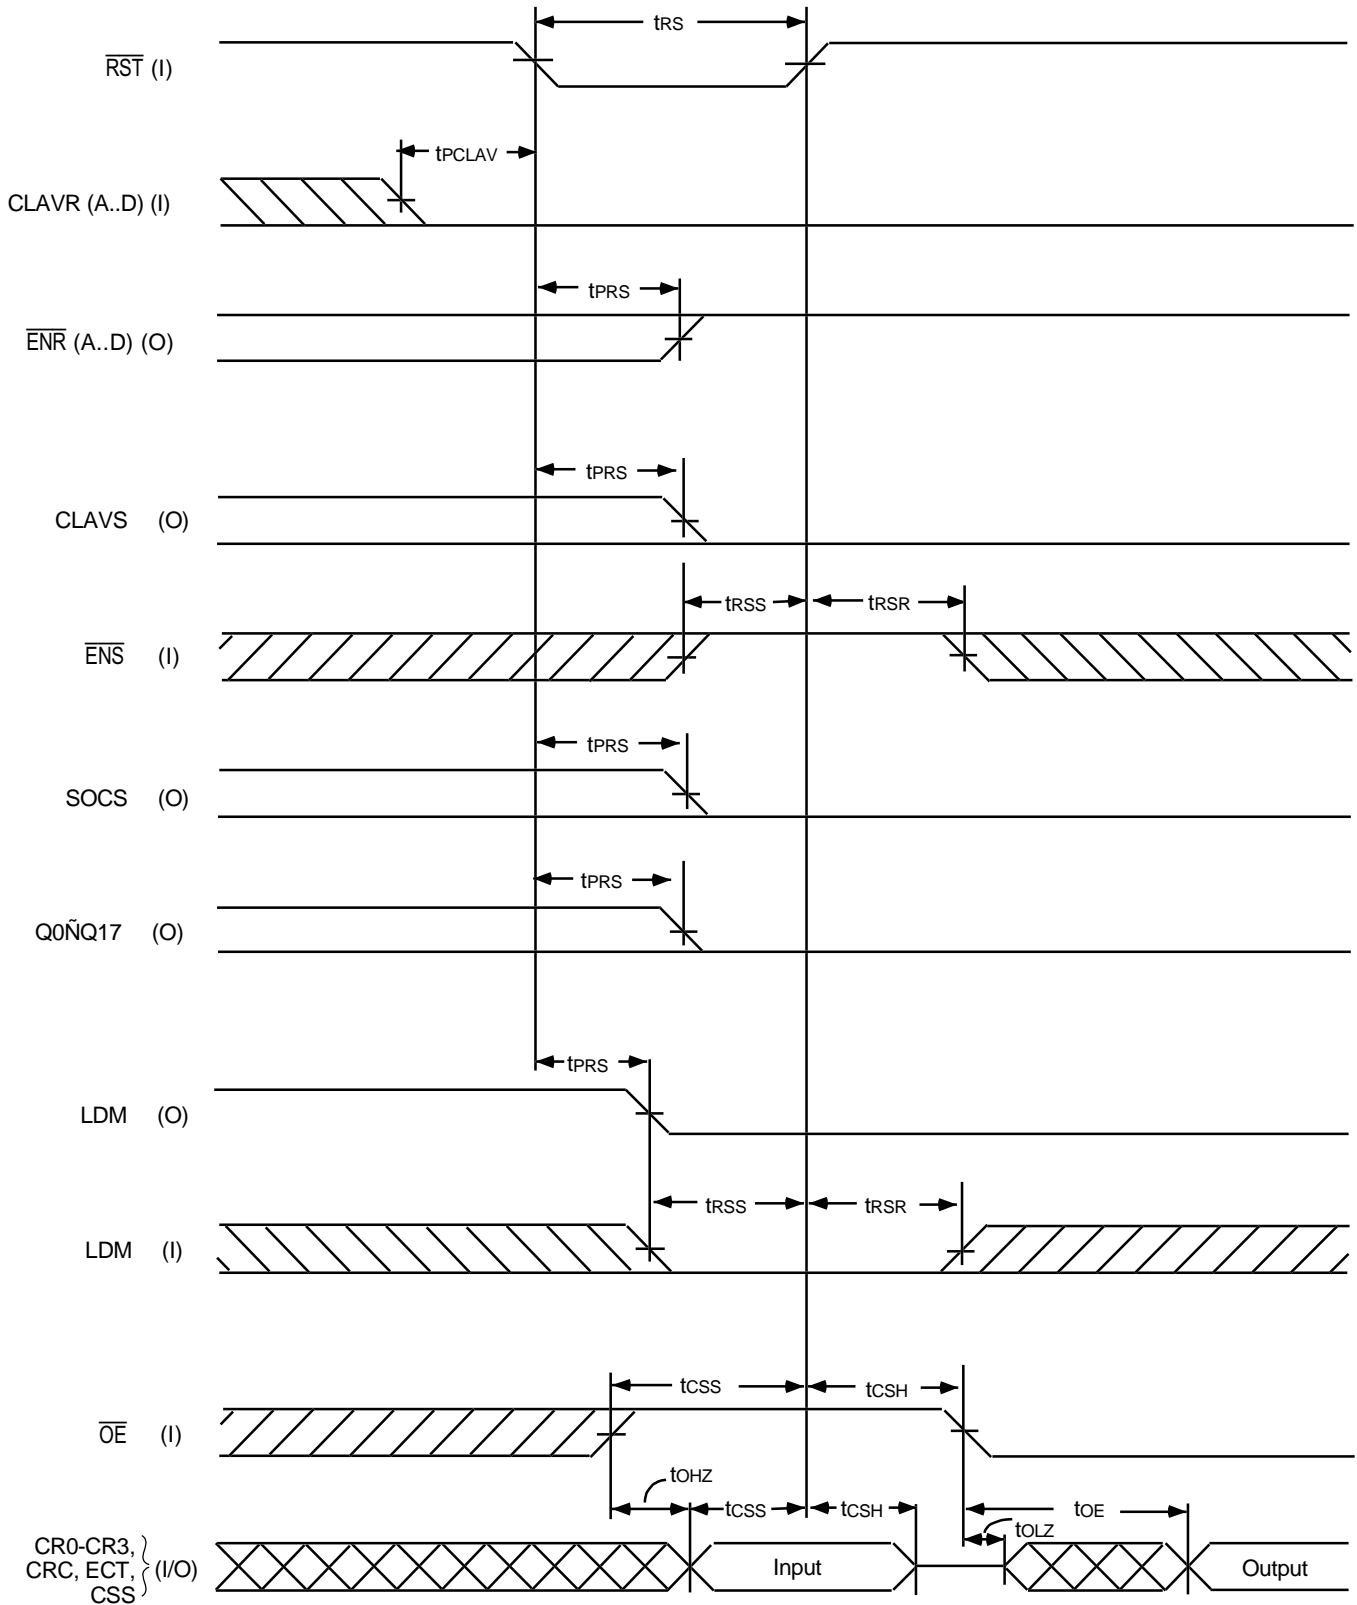 tRS
RST (I)
tPCLAV
CLAVR (A..D) (I)
tPRS
ENR (A..D) (O)
tPRS
CLAVS (O)
tRSS tRSR
ENS (I)
tPRS
SOCS (O)
tPRS
Q0ÑQ17 (O)
tPRS
LDM (O)
tRSS tRSR
LDM (I)
tCSS tCSH
OE (I)
tOHZ
tCSS tCSH tOE
tOLZ
CR0-CR3,
CRC, ECT, (I/O) Input Output
CSS